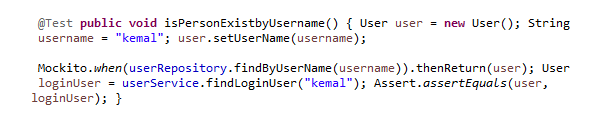 @Test public void isPersonExistbyUsername() { User user = new User(); String
username = "kemal"; user.setUserName(username);
Mockito.when(userRepository.findByUserName(username)).thenReturn(user); User
loginUser = userService.findLoginUser("kemal"); Assert.assertEquals(user,
loginUser); }